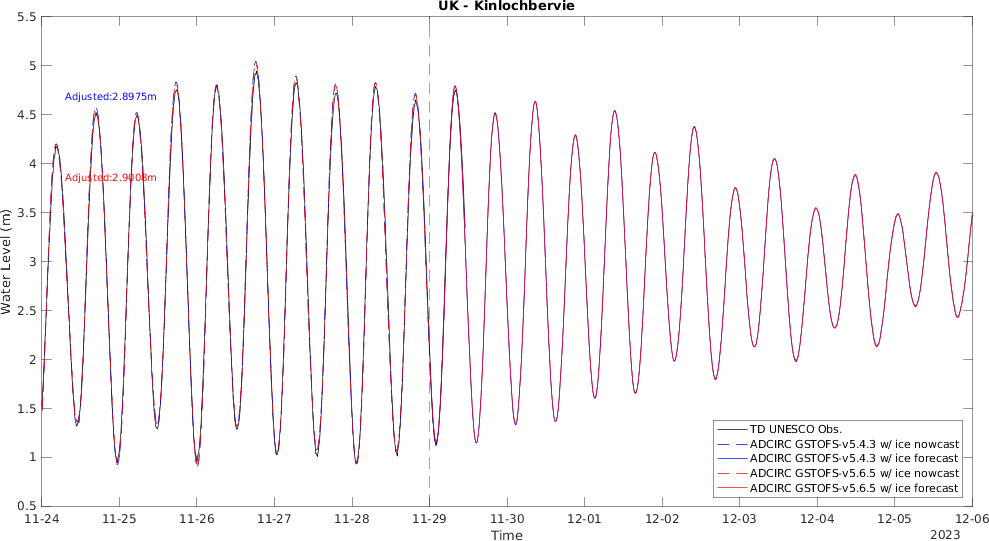 UK - Kinlochbervie
5.5
5
4.5
4
3.5
3
2.5
2
1.5
1
0.5
Water Level (m)
Adjusted:2.8975m
Adjusted:2.9008m
TD UNESCO Obs.
ADCIRC GSTOFS-v5.4.3 w/ ice nowcast
ADCIRC GSTOFS-v5.4.3 w/ ice forecast
ADCIRC GSTOFS-v5.6.5 w/ ice nowcast
ADCIRC GSTOFS-v5.6.5 w/ ice forecast
11-24 11-25 11-26 11-27 11-28 11-29 11-30 12-01 12-02 12-03 12-04 12-05 12-06
Time
2023